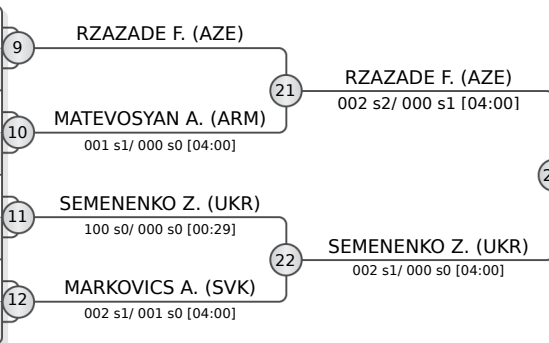 9
RZAZADE F. (AZE)
21
RZAZADE F. (AZE)
002 s2/ 000 s1 [04:00]
10
MATEVOSYAN A. (ARM)
001 s1/ 000 s0 [04:00]
11
SEMENENKO Z. (UKR)
100 s0/ 000 s0 [00:29]
22
SEMENENKO Z. (UKR)
002 s1/ 000 s0 [04:00]
12
MARKOVICS A. (SVK)
002 s1/ 001 s0 [04:00]